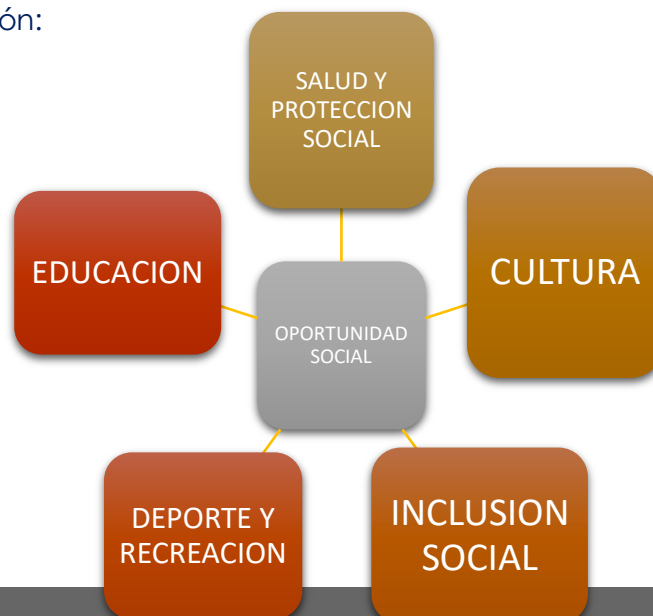 ón:
SALUD Y
PROTECCION
SOCIAL
EDUCACION
CULTURA
OPORTUNIDAD
SOCIAL
DEPORTE Y
RECREACION
INCLUSION
SOCIAL